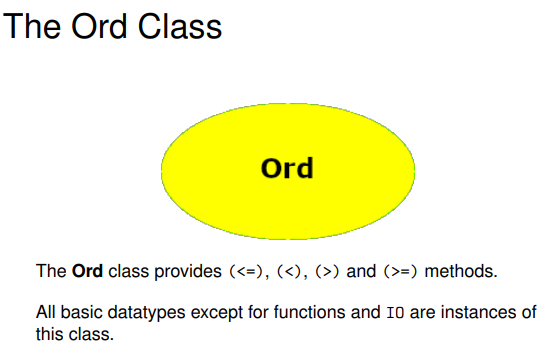 The Ord Class
Ord
The Ord class provides (<=), (<), (>) and (>=) methods.
All basic datatypes except for functions and IO are instances of
this class.